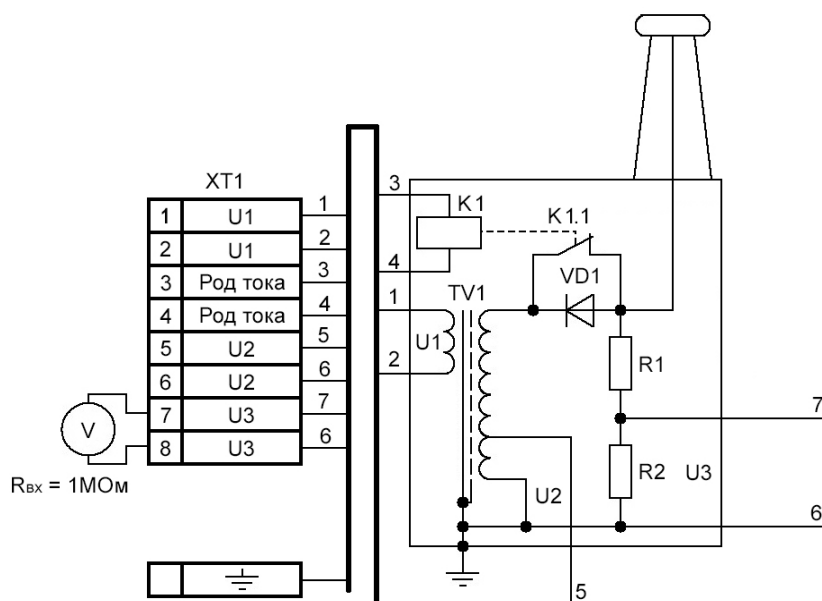 XT1
1 U1 1
2 U1 2
3 Род тока 3
4 Род тока 4
5 U2 5
6 U2 6
7 U3 7
8 U3 6
V
Rвх = 1МОм
3
4
1
2
K1
K1.1
VD1
TV1
U1
R1
R2
U2
U3
7
6
5